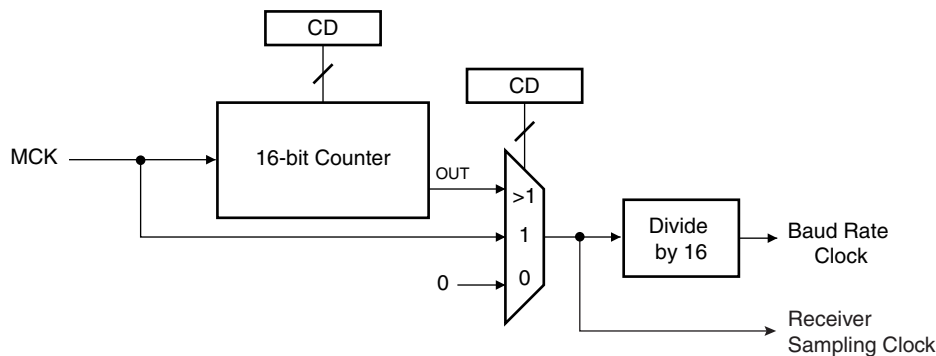 CD
CD
MCK
16-bit Counter
OUT
>1
1
0
0
Divide
by 16
Baud Rate
Clock
Receiver
Sampling Clock